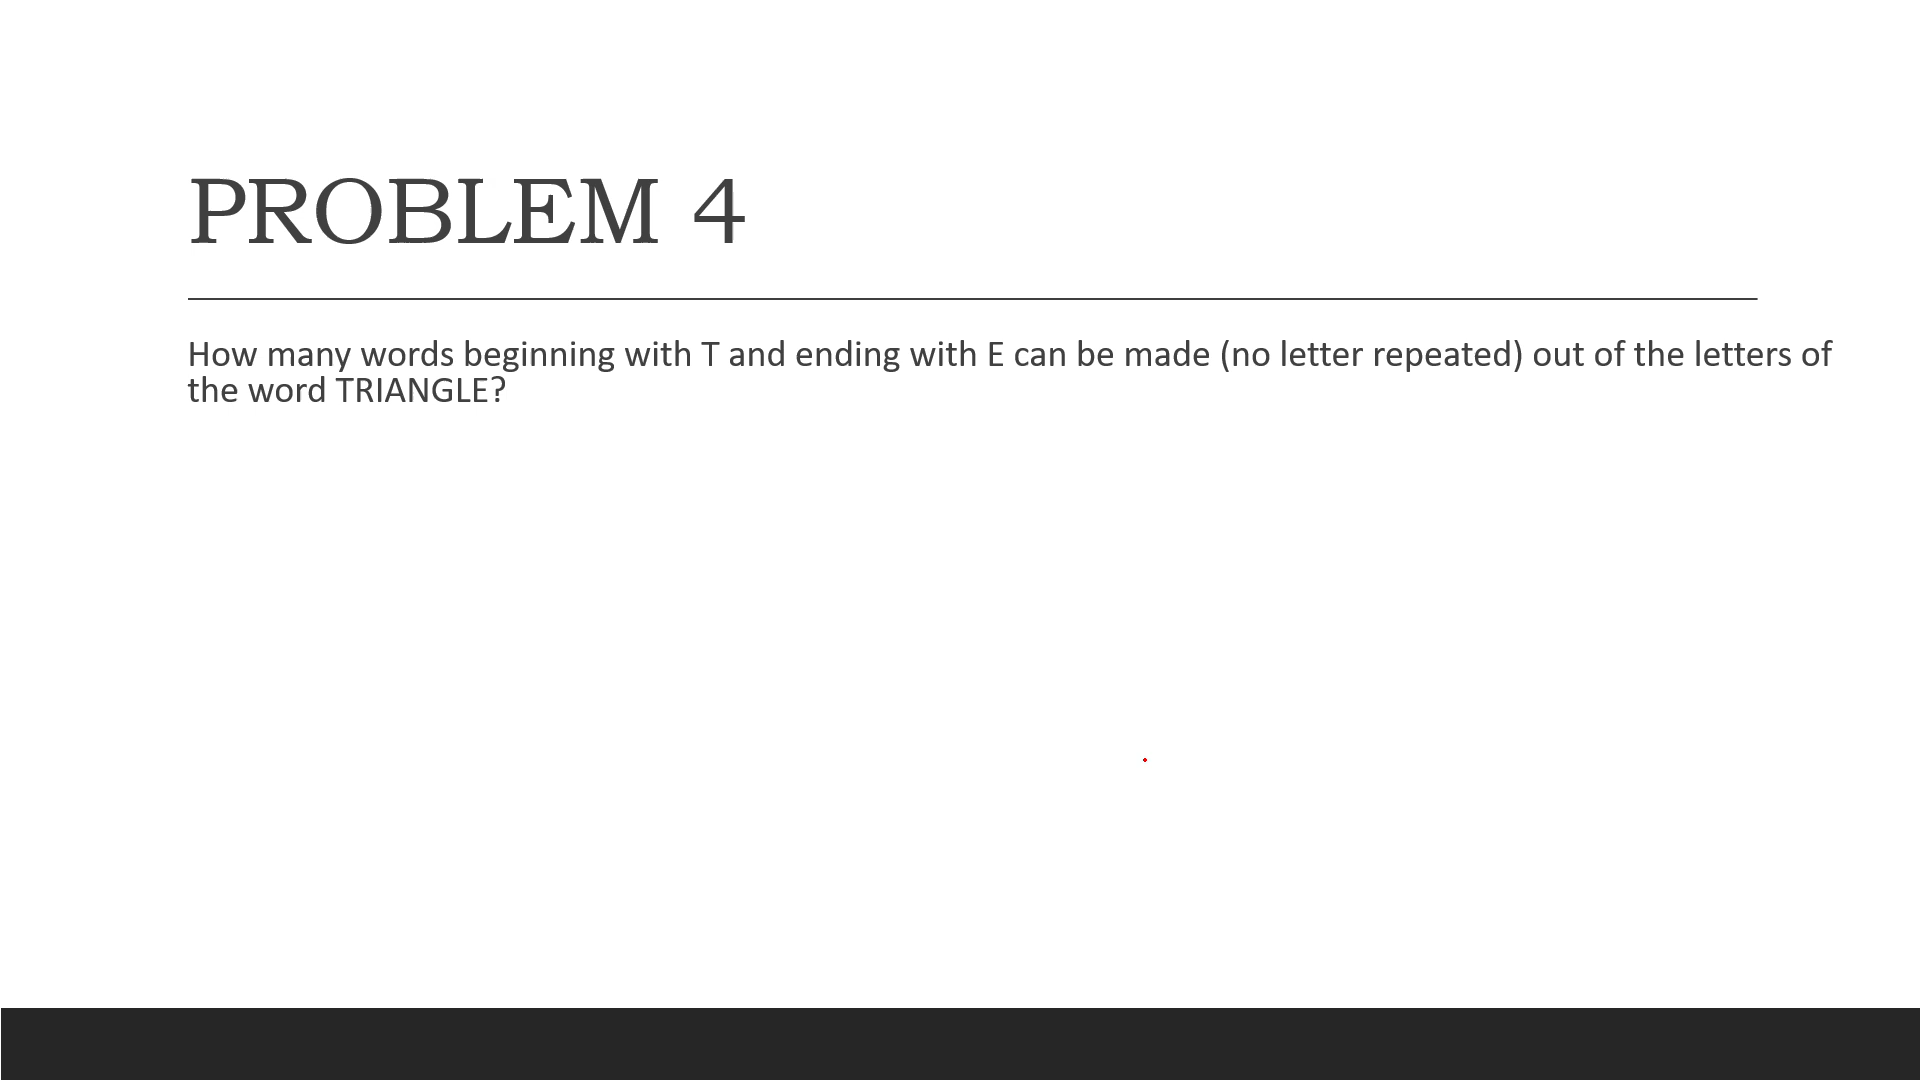 PROBLEM 4
How many words beginning with T and ending with E can be made (no letter repeated) out of the letters of
the word TRIANGLE?